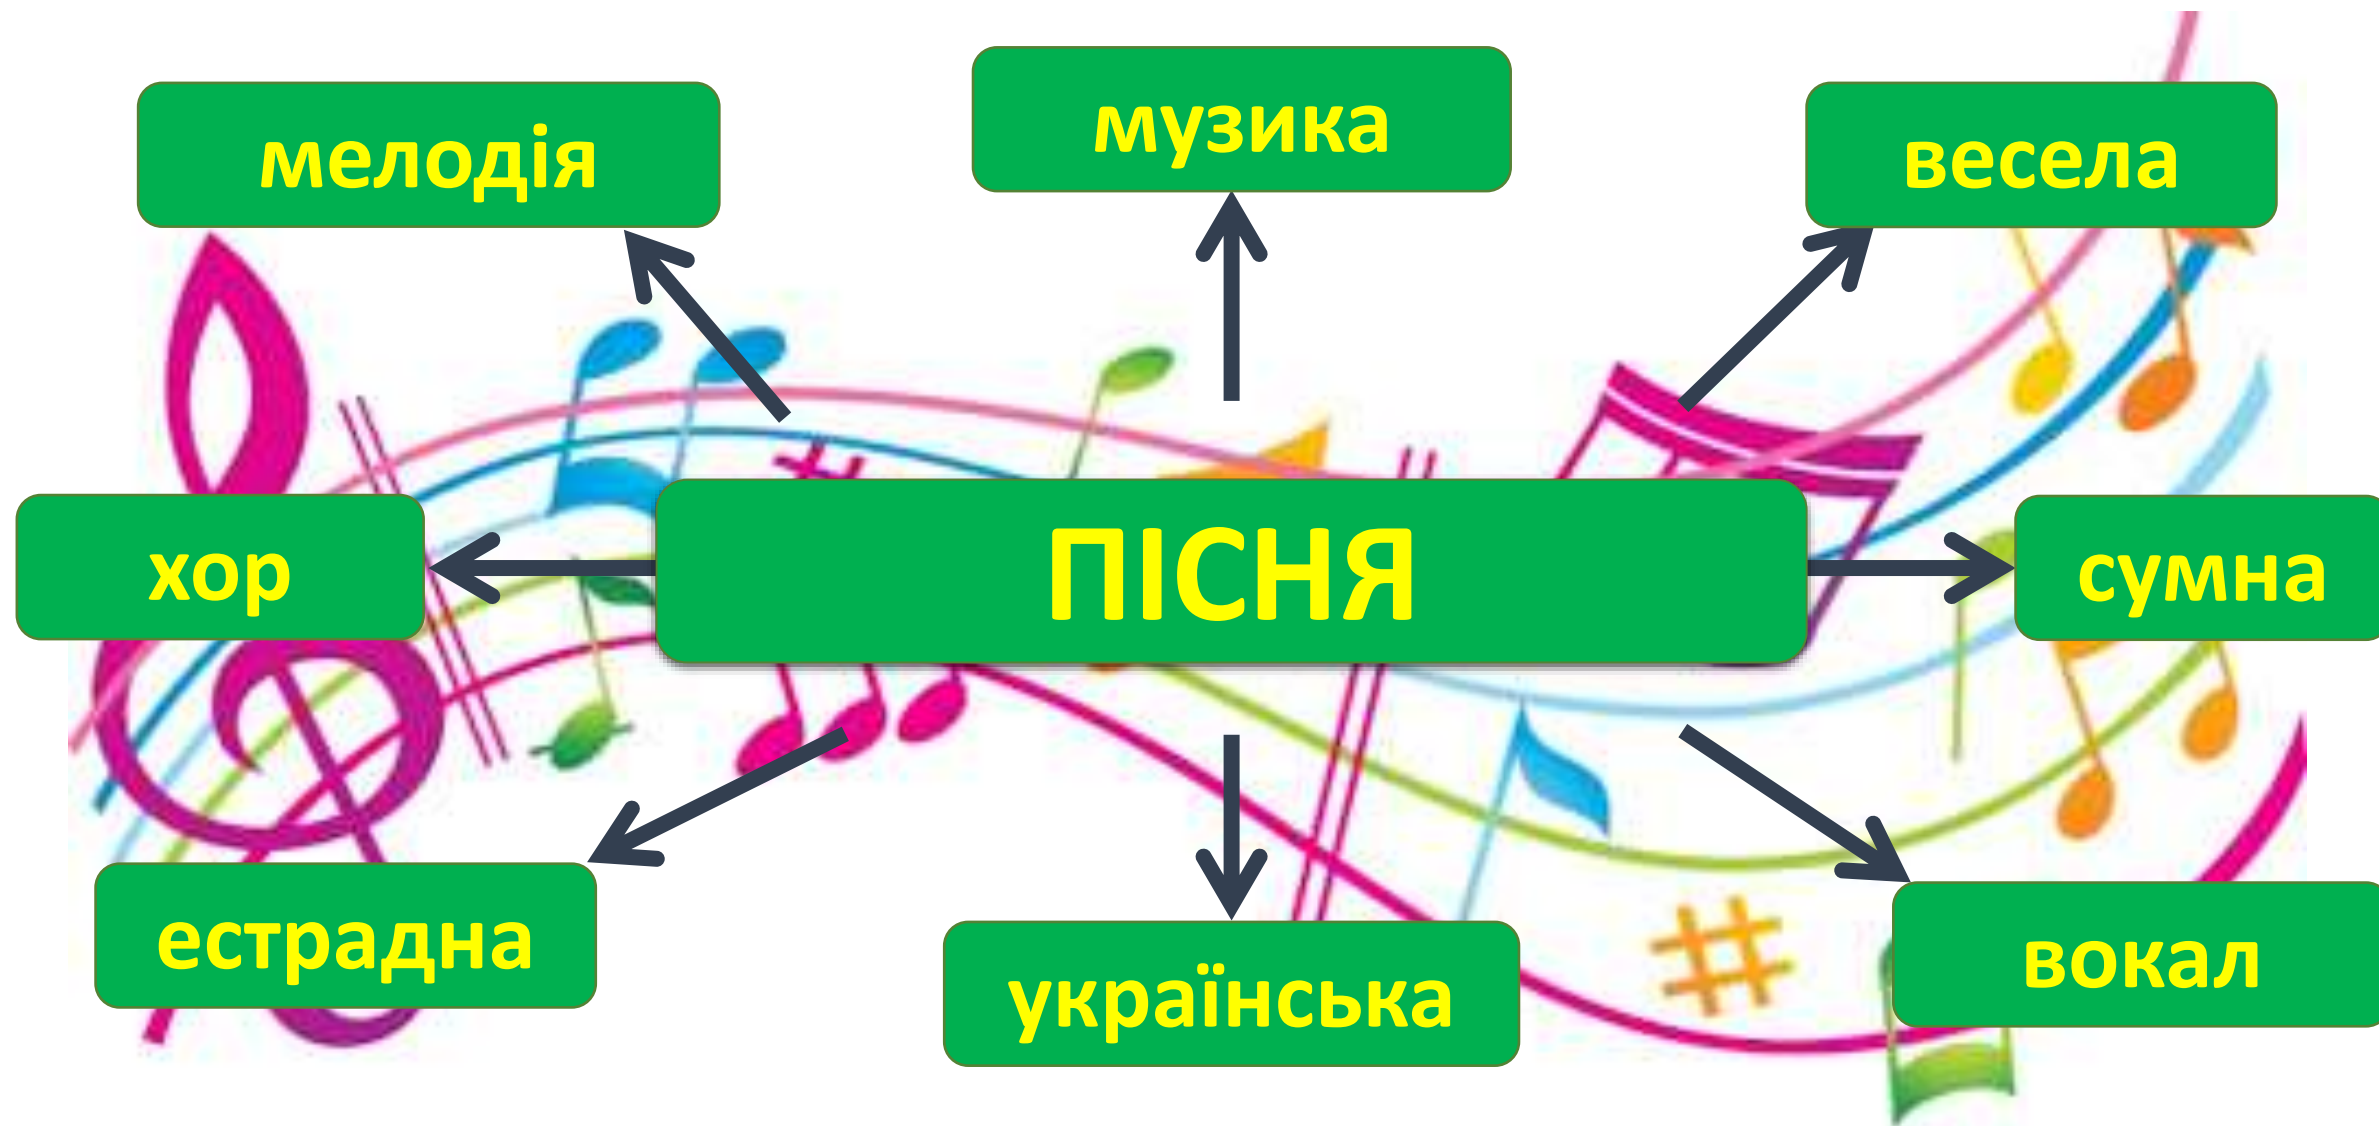 мелодія
музика
весела
хор
ПІСНЯ
сумна
естрадна
українська
вокал